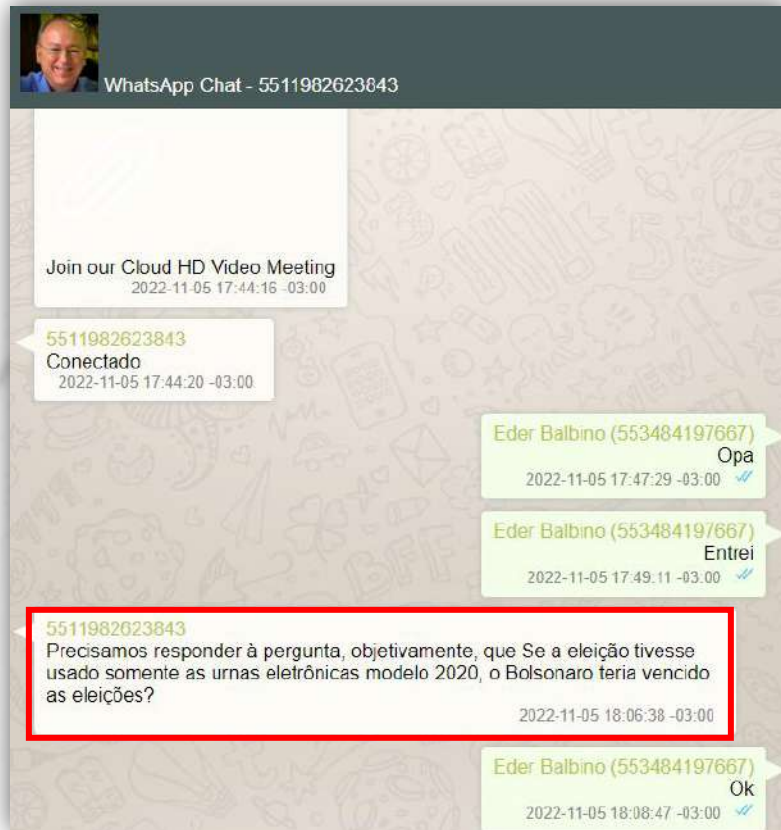 WhatsApp Chat - 5511982623843
Join our Cloud HD Video Meeting
2022-11-05 17:44:16 -03:00
5511982623843
Conectado
2022-11-05 17:44:20 -03:00
Eder Balbino (553484197667)
Opa
2022-11-05 17:47:29 -03:00
Eder Balbino (553484197667)
Entrei
2022-11-05 17:49:11 -03:00
5511982623843
Precisamos responder à pergunta, objetivamente, que Se a eleição tivesse
usado somente as urnas eletrônicas modelo 2020, o Bolsonaro teria vencido
as eleições?
2022-11-05 18:06:38 -03:00
Eder Balbino (553484197667)
Ok
2022-11-05 18:08:47 -03:00